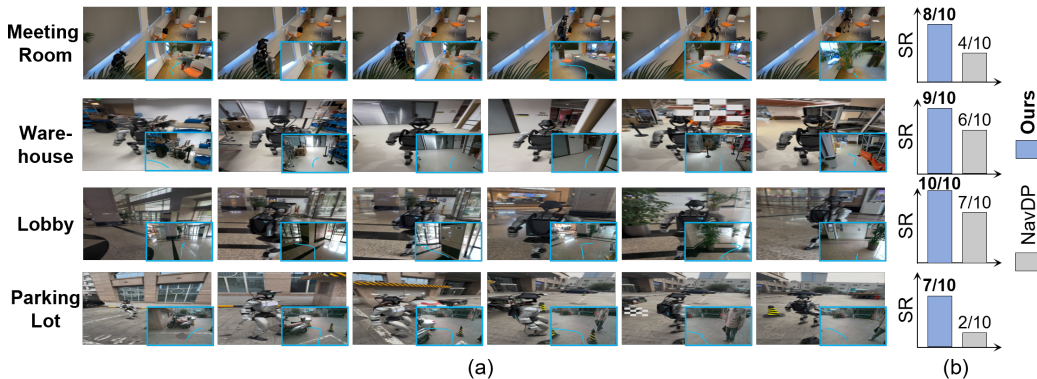 Meeting
Room
8/10
4/10
SR
Ware-
house
9/10
6/10
SR
Lobby
10/10
7/10
SR
Parking
Lot
7/10
2/10
SR
Ours
NavDP
(a)
(b)